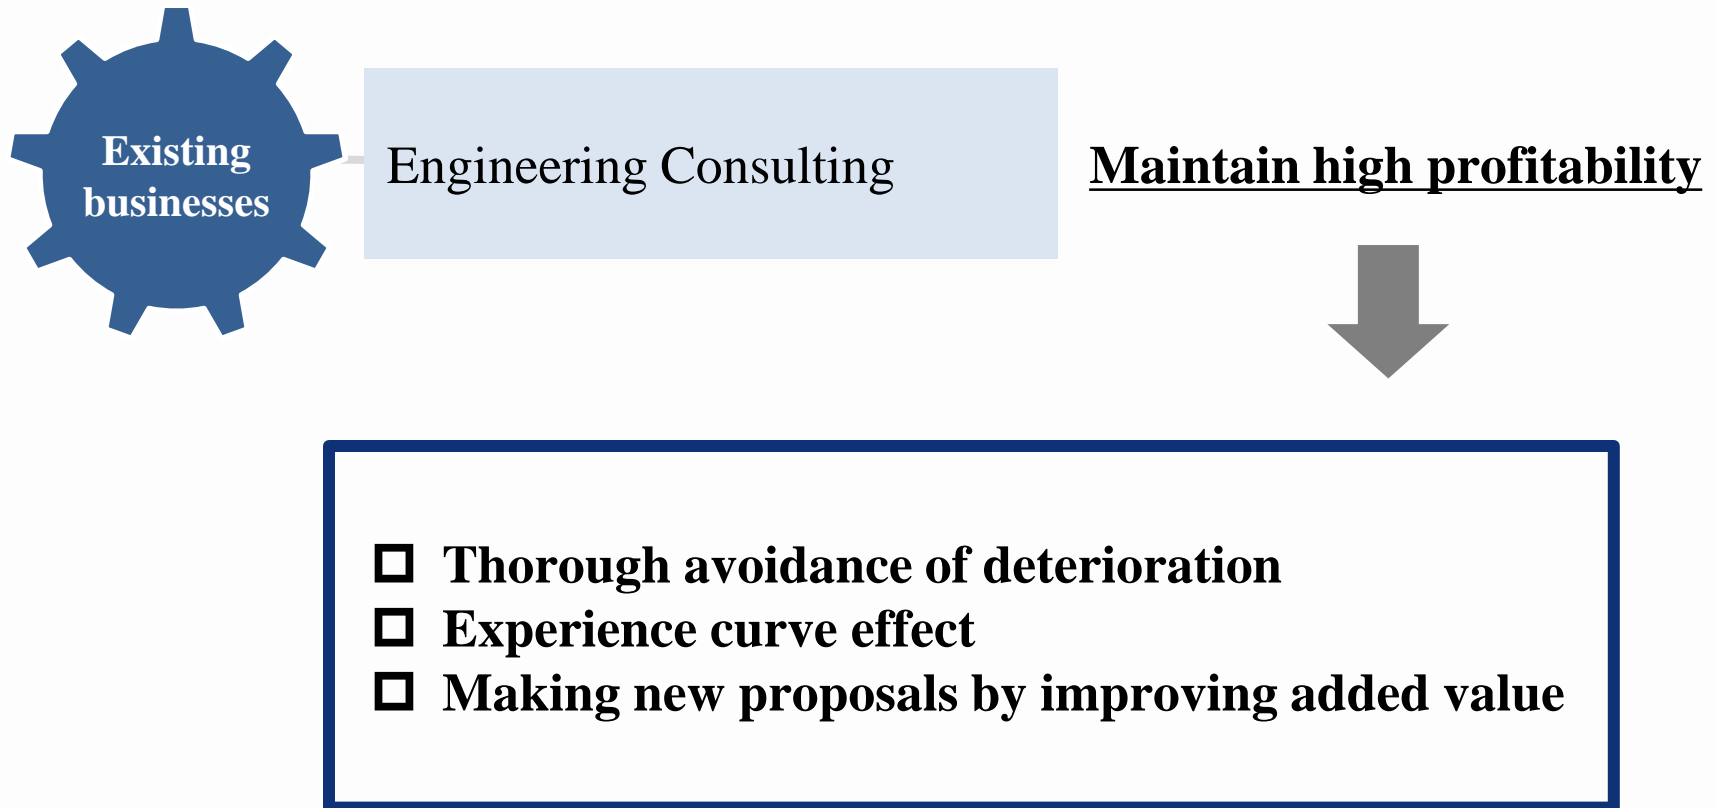 Existing
businesses
Engineering Consulting
Maintain high profitability
Thorough avoidance of deterioration
Experience curve effect
Making new proposals by improving added value